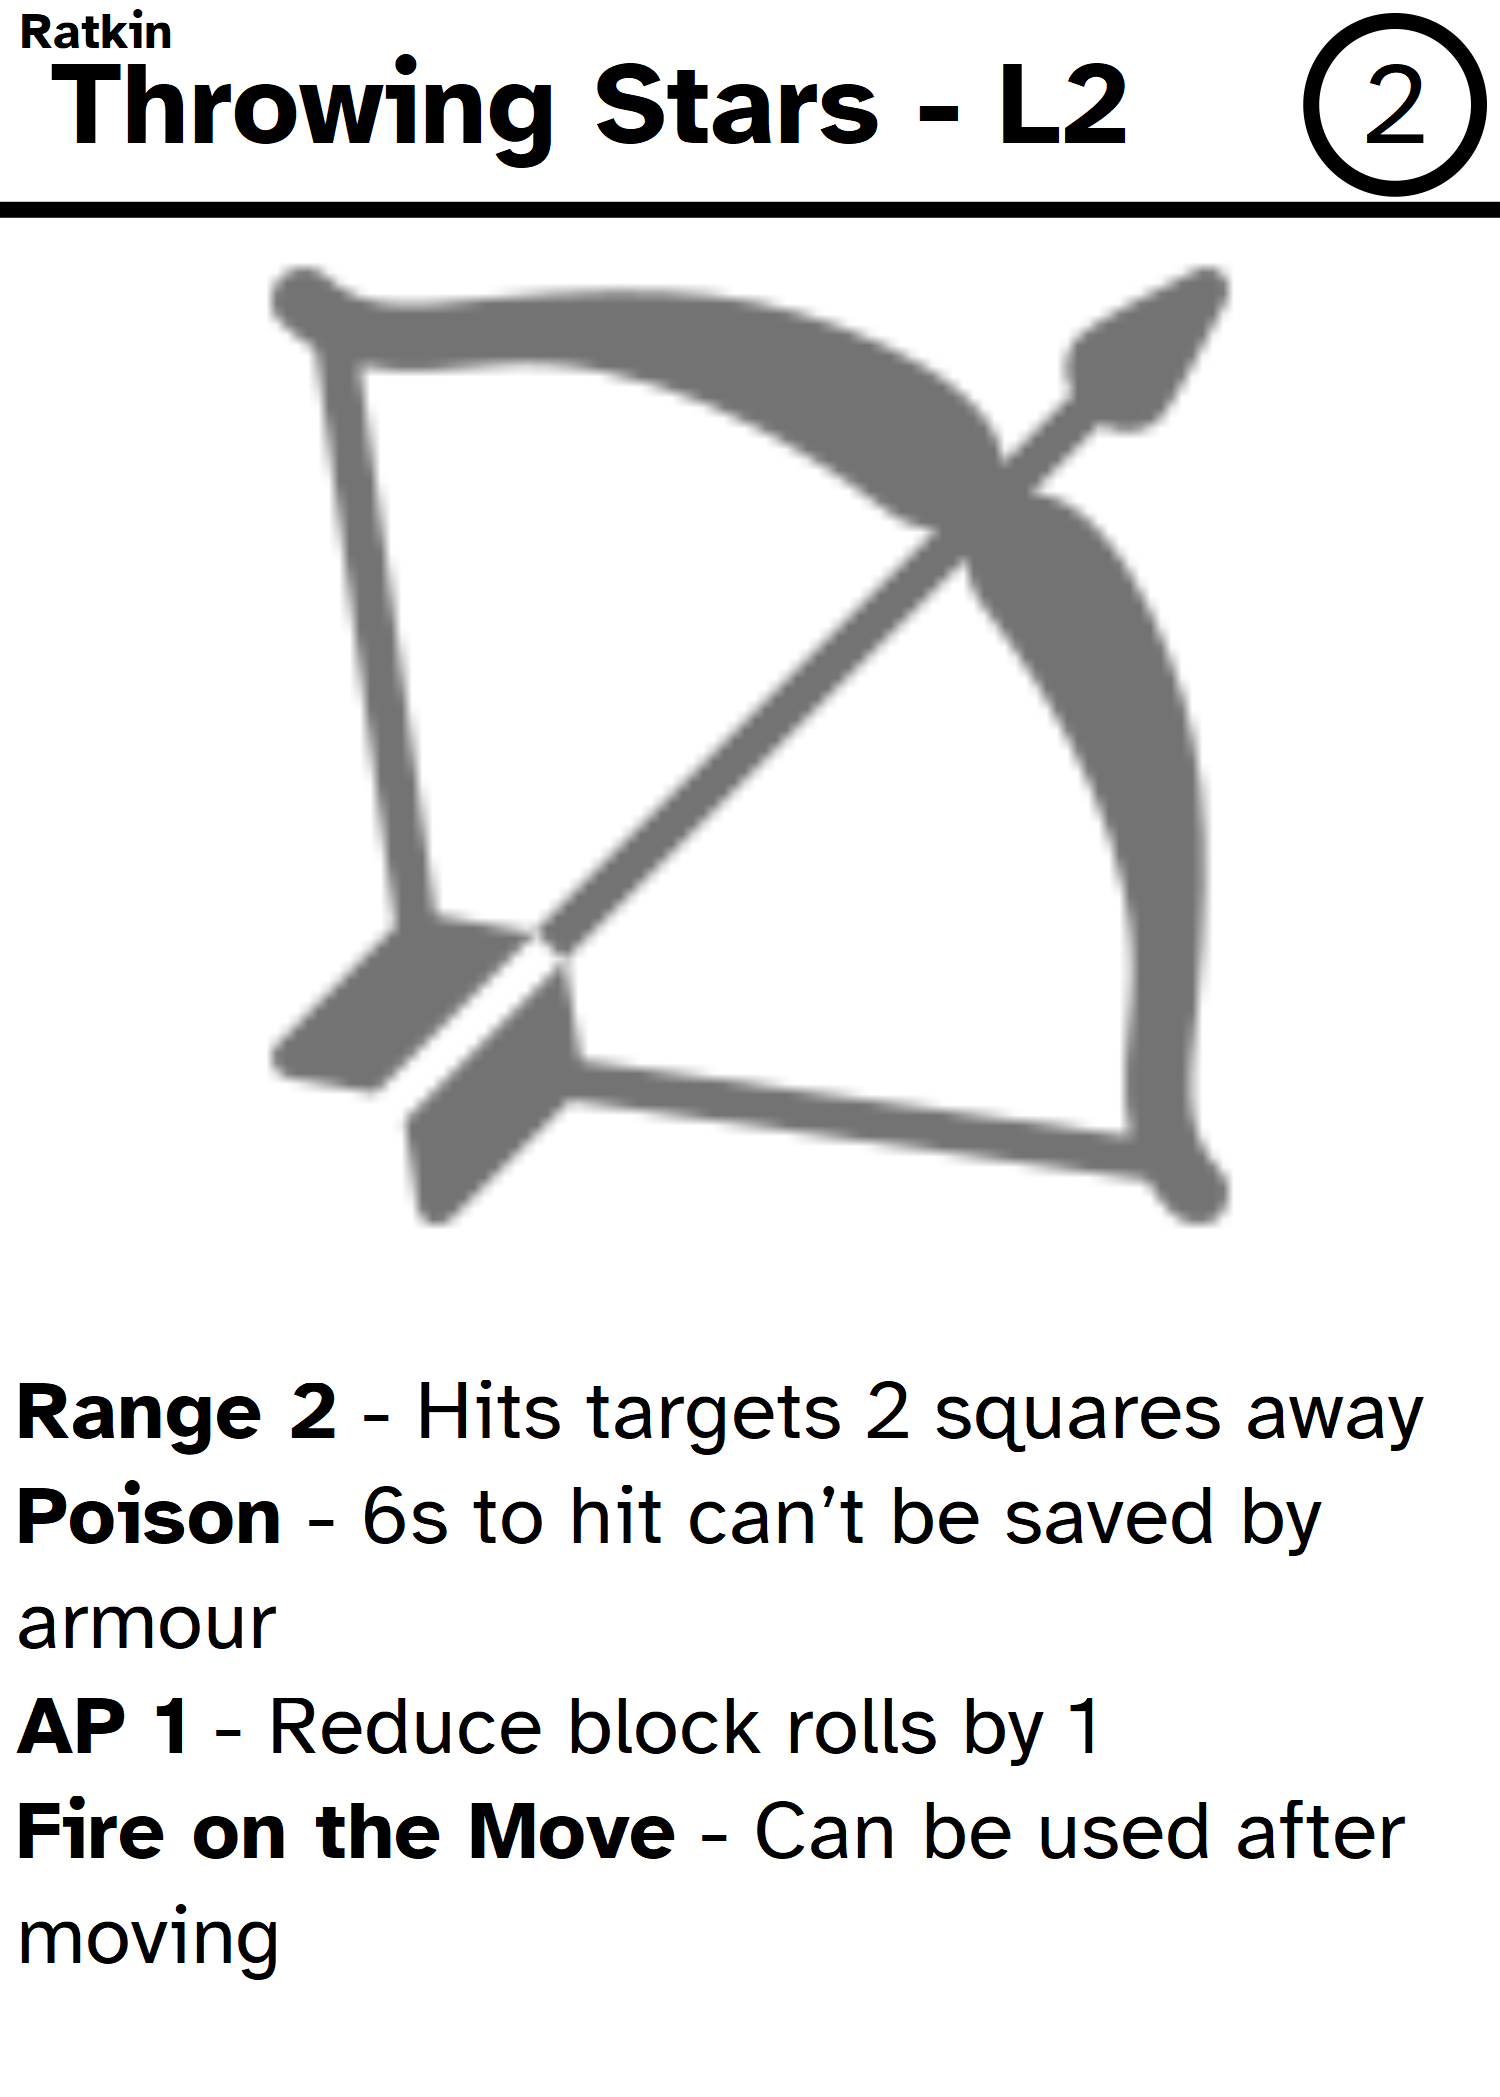 Ratkin
Throwing Stars - L2
2
Range 2 - Hits targets 2 squares away
Poison - 6s to hit can’t be saved by
armour
AP 1 - Reduce block rolls by 1
Fire on the Move - Can be used after
moving